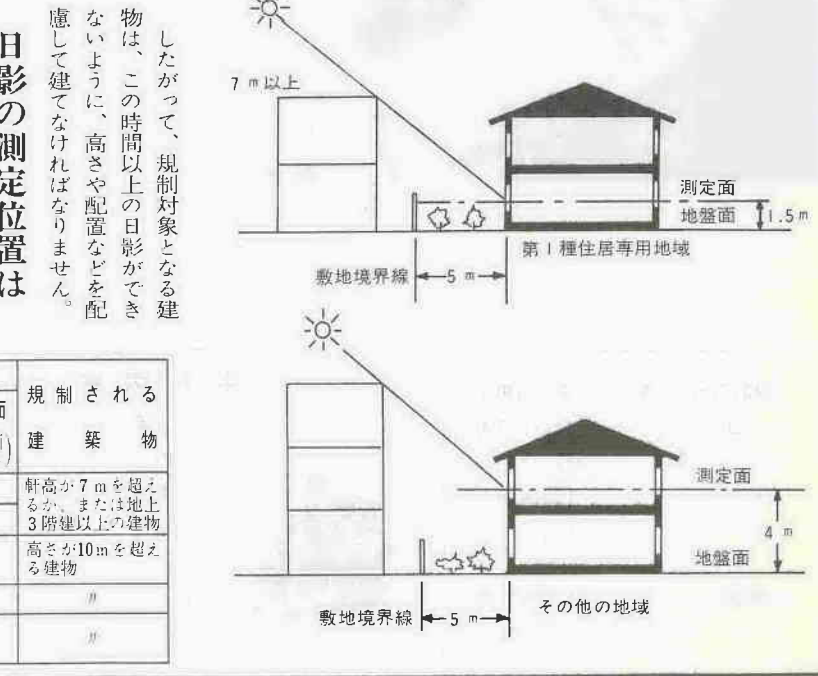 したがって、規制対象となる建
物は、この時間以上の日影ができ
ないように、高さや配置などを配
慮して建てなければなりません。
日影の測定位置は
7m以上
測定面
地盤面
1.5m
第1種住居専用地域
敷地境界線
5m
測定面
4m
地盤面
その他の地域
敷地境界線
5m
面
規制される
建築物
軒高が7mを超え
るか、または地上
3階建以上の建物
高さが10mを超え
る建物
〃
〃